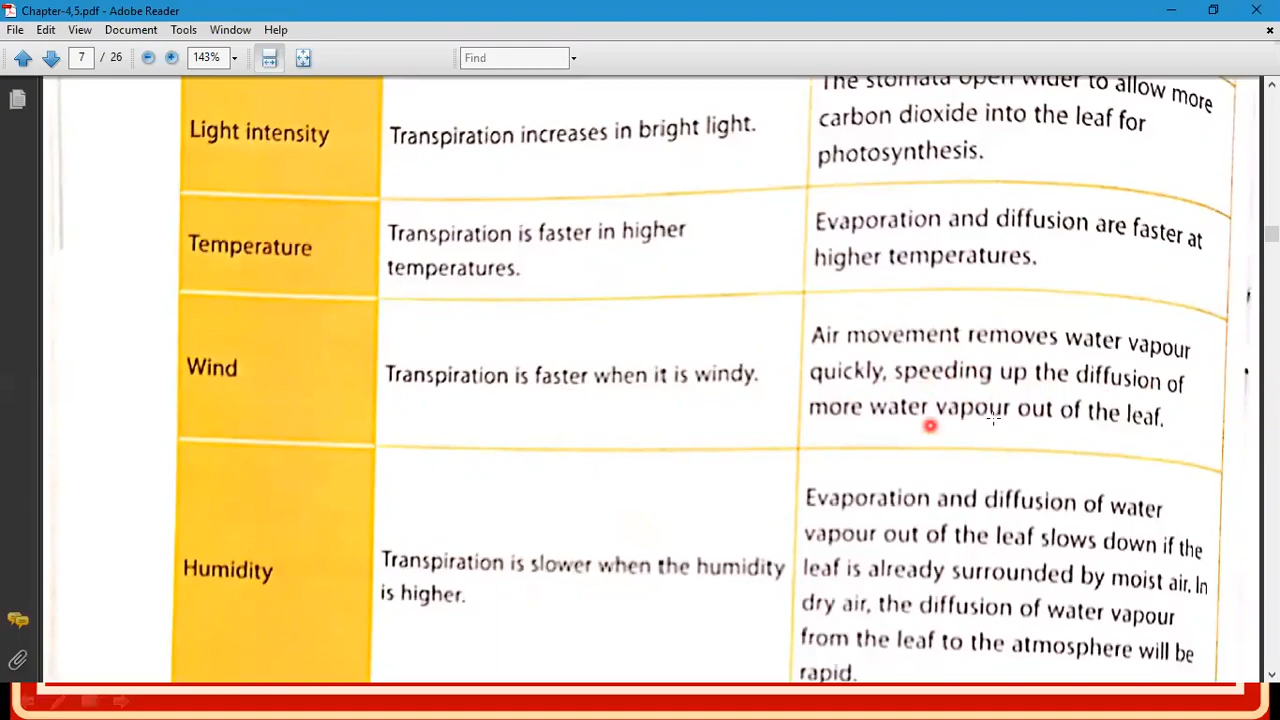 Chapter-4,5.pdf - Adobe Reader
File Edit View Document Tools Window Help
7 / 26 143% Find
The stomata open wider to allow more
carbon dioxide into the leaf for
photosynthesis.
Light intensity
Transpiration increases in bright light.
Temperature
Transpiration is faster in higher
temperatures.
Evaporation and diffusion are faster at
higher temperatures.
Wind
Transpiration is faster when it is windy.
Air movement removes water vapour
quickly, speeding up the diffusion of
more water vapour out of the leaf.
Humidity
Transpiration is slower when the humidity
is higher.
Evaporation and diffusion of water
vapour out of the leaf slows down if the
leaf is already surrounded by moist air. In
dry air, the diffusion of water vapour
from the leaf to the atmosphere will be
rapid.